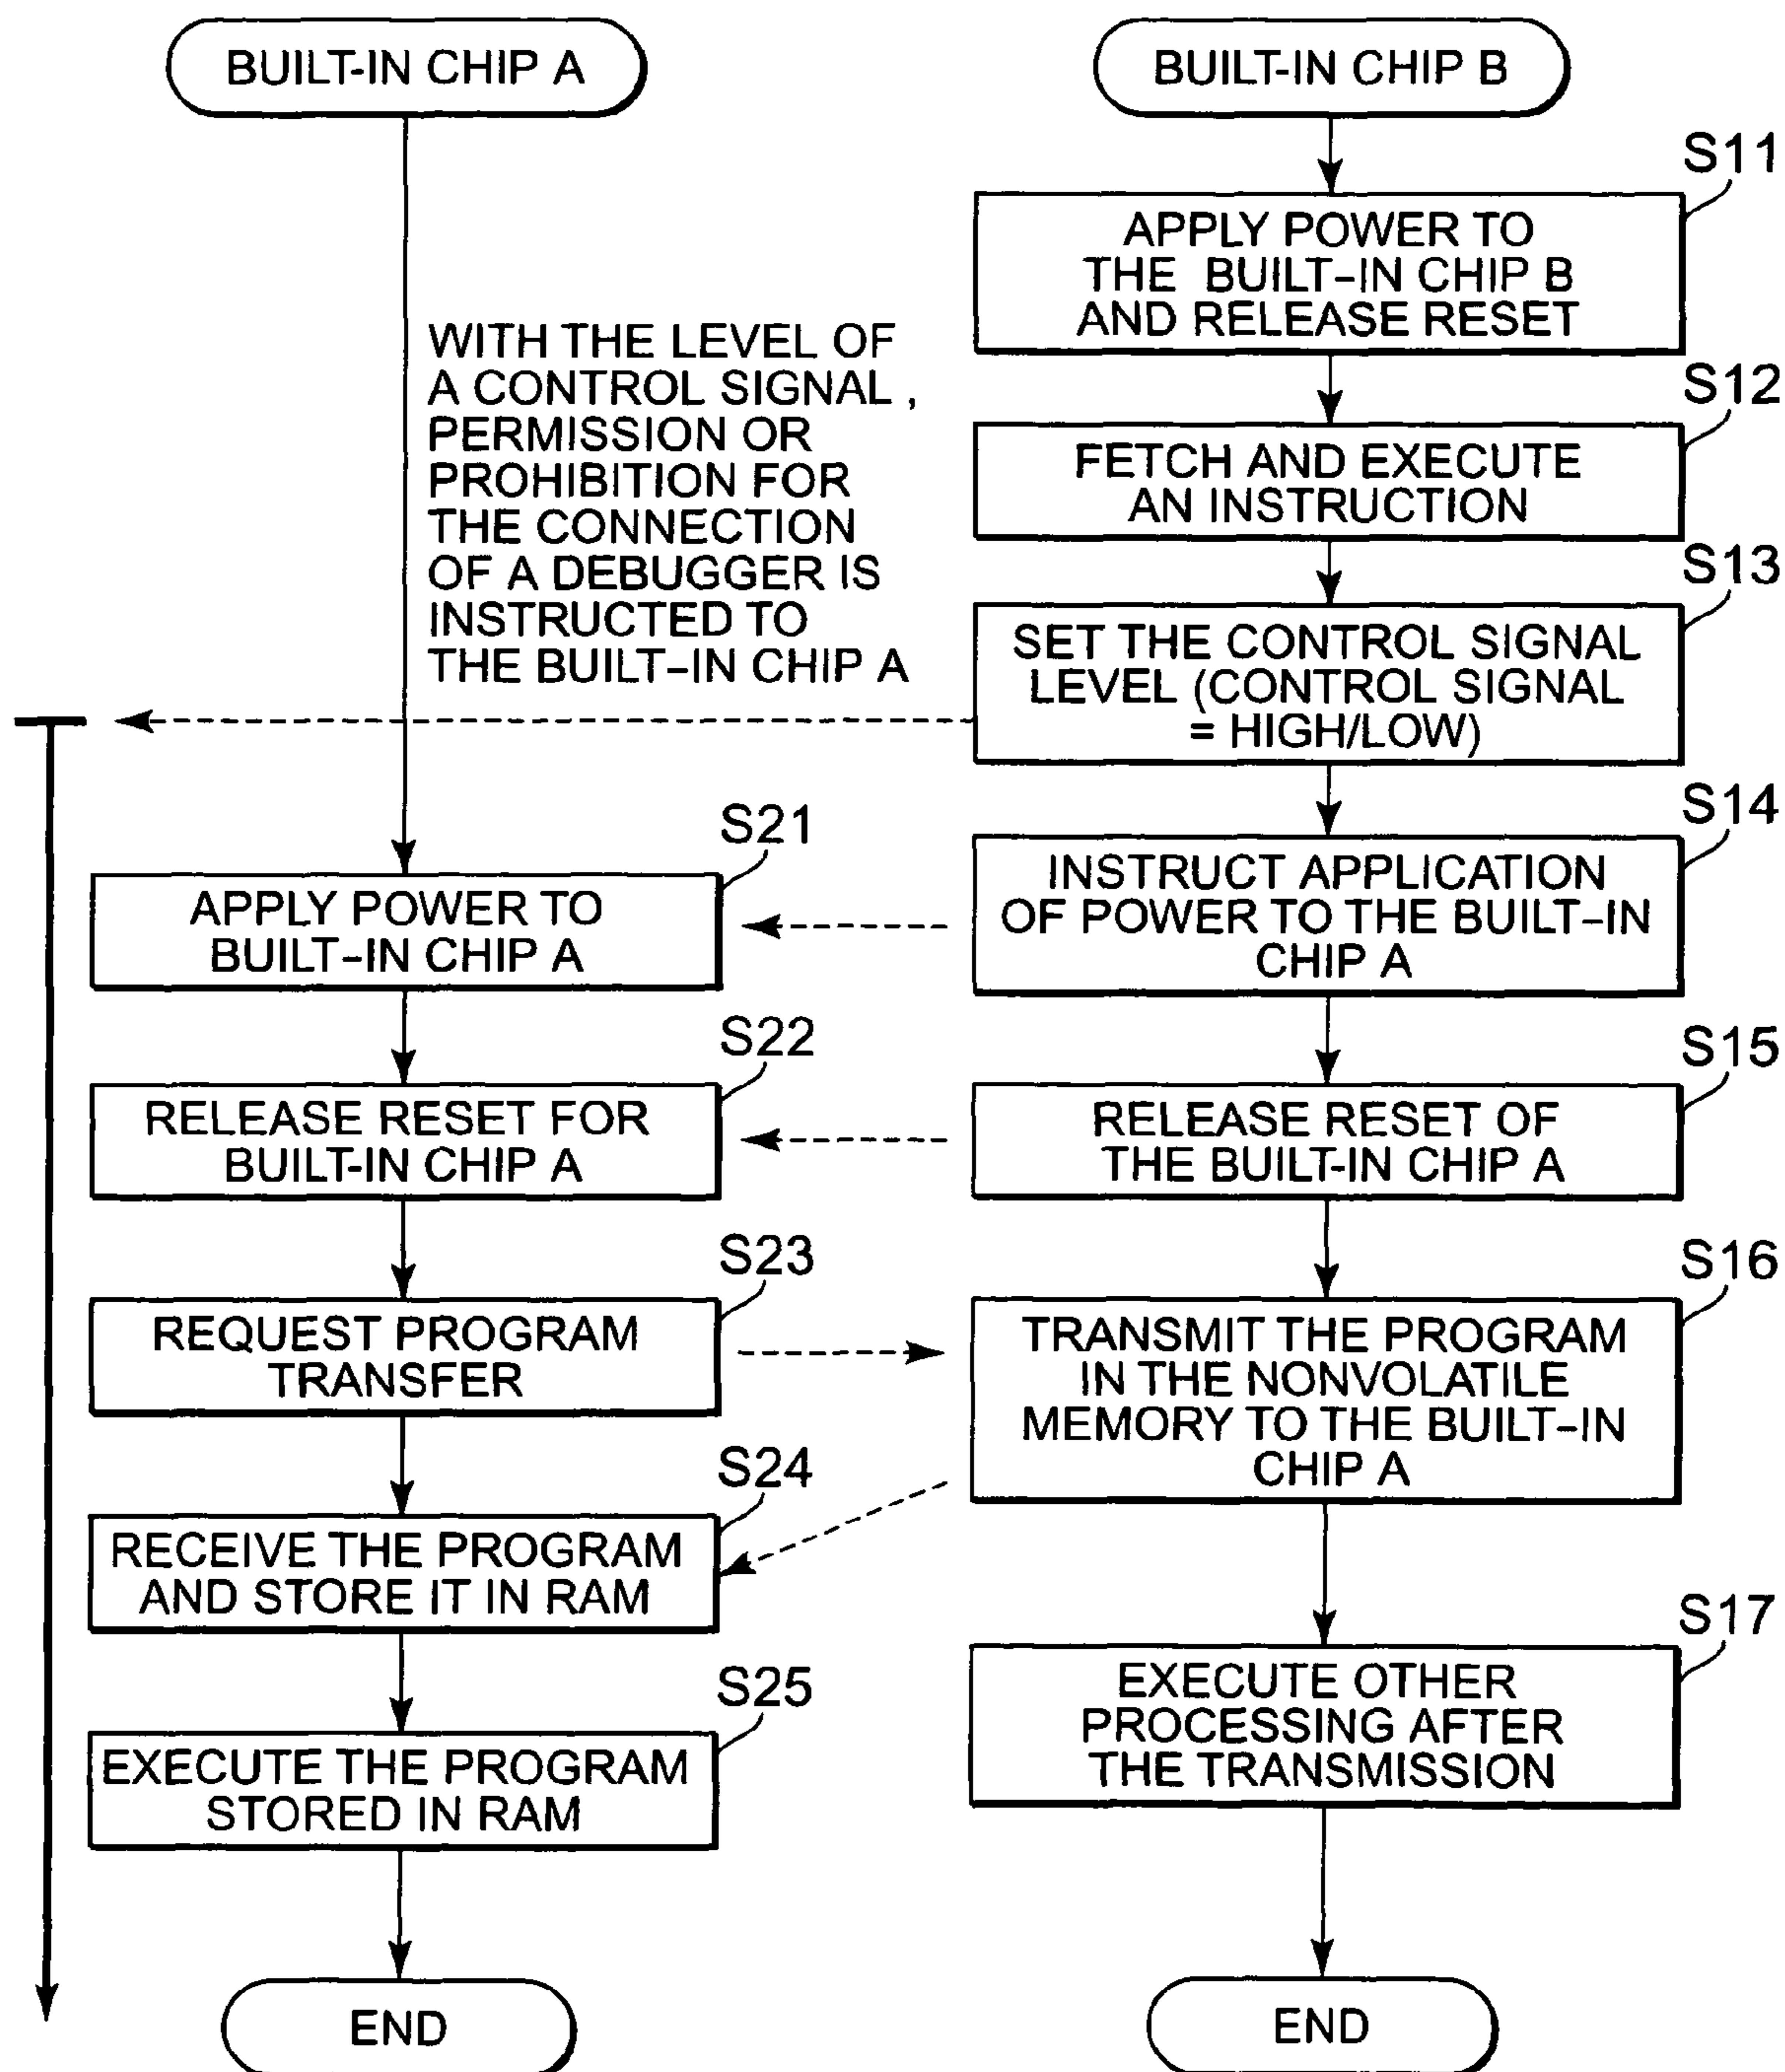 BUILT-IN CHIP A
WITH THE LEVEL OF
A CONTROL SIGNAL ,
PERMISSION OR
PROHIBITION FOR
THE CONNECTION
OF A DEBUGGER IS
INSTRUCTED TO
THE BUILT-IN CHIP A
S21
APPLY POWER TO
BUILT-IN CHIP A
S22
RELEASE RESET FOR
BUILT-IN CHIP A
S23
REQUEST PROGRAM
TRANSFER
S24
RECEIVE THE PROGRAM
AND STORE IT IN RAM
S25
EXECUTE THE PROGRAM
STORED IN RAM
END
BUILT-IN CHIP B
S11
APPLY POWER TO
THE BUILT-IN CHIP B
AND RELEASE RESET
S12
FETCH AND EXECUTE
AN INSTRUCTION
S13
SET THE CONTROL SIGNAL
LEVEL (CONTROL SIGNAL
= HIGH/LOW)
S14
INSTRUCT APPLICATION
OF POWER TO THE BUILT-IN
CHIP A
S15
RELEASE RESET OF
THE BUILT-IN CHIP A
S16
TRANSMIT THE PROGRAM
IN THE NONVOLATILE
MEMORY TO THE BUILT-IN
CHIP A
S17
EXECUTE OTHER
PROCESSING AFTER
THE TRANSMISSION
END